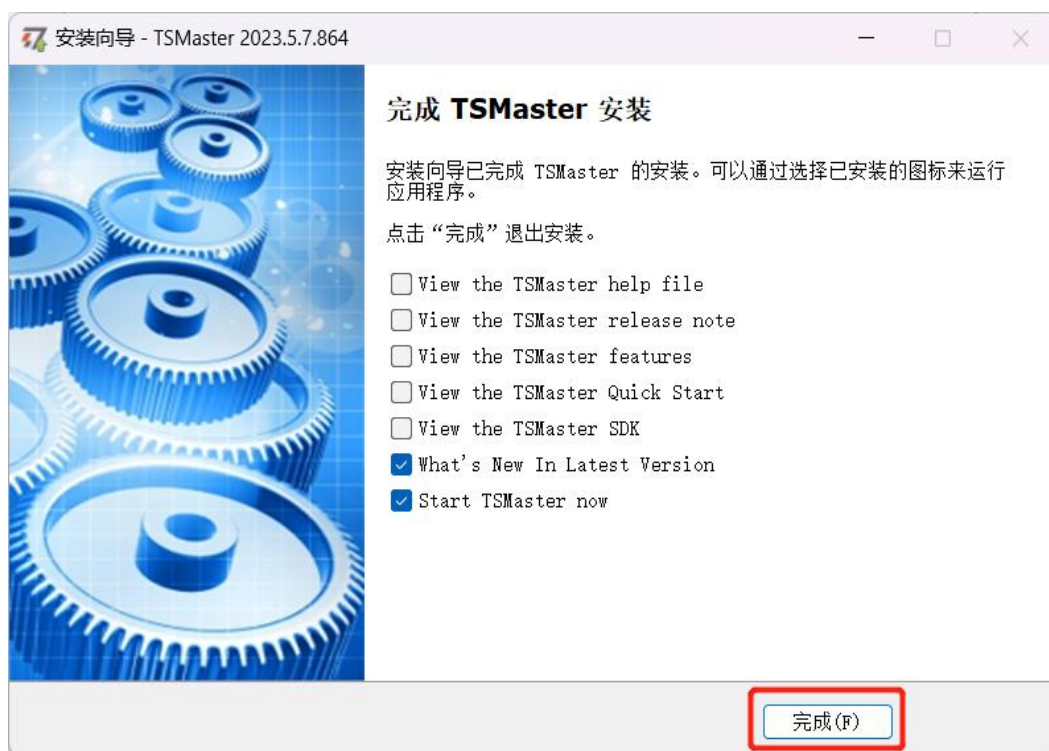 安装向导 - TSMaster 2023.5.7.864
完成 TSMaster 安装
安装向导已完成 TSMaster 的安装。可以通过选择已安装的图标来运行
应用程序。
点击“完成”退出安装。
View the TSMaster help file
View the TSMaster release note
View the TSMaster features
View the TSMaster Quick Start
View the TSMaster SDK
What's New In Latest Version
Start TSMaster now
完成(F)